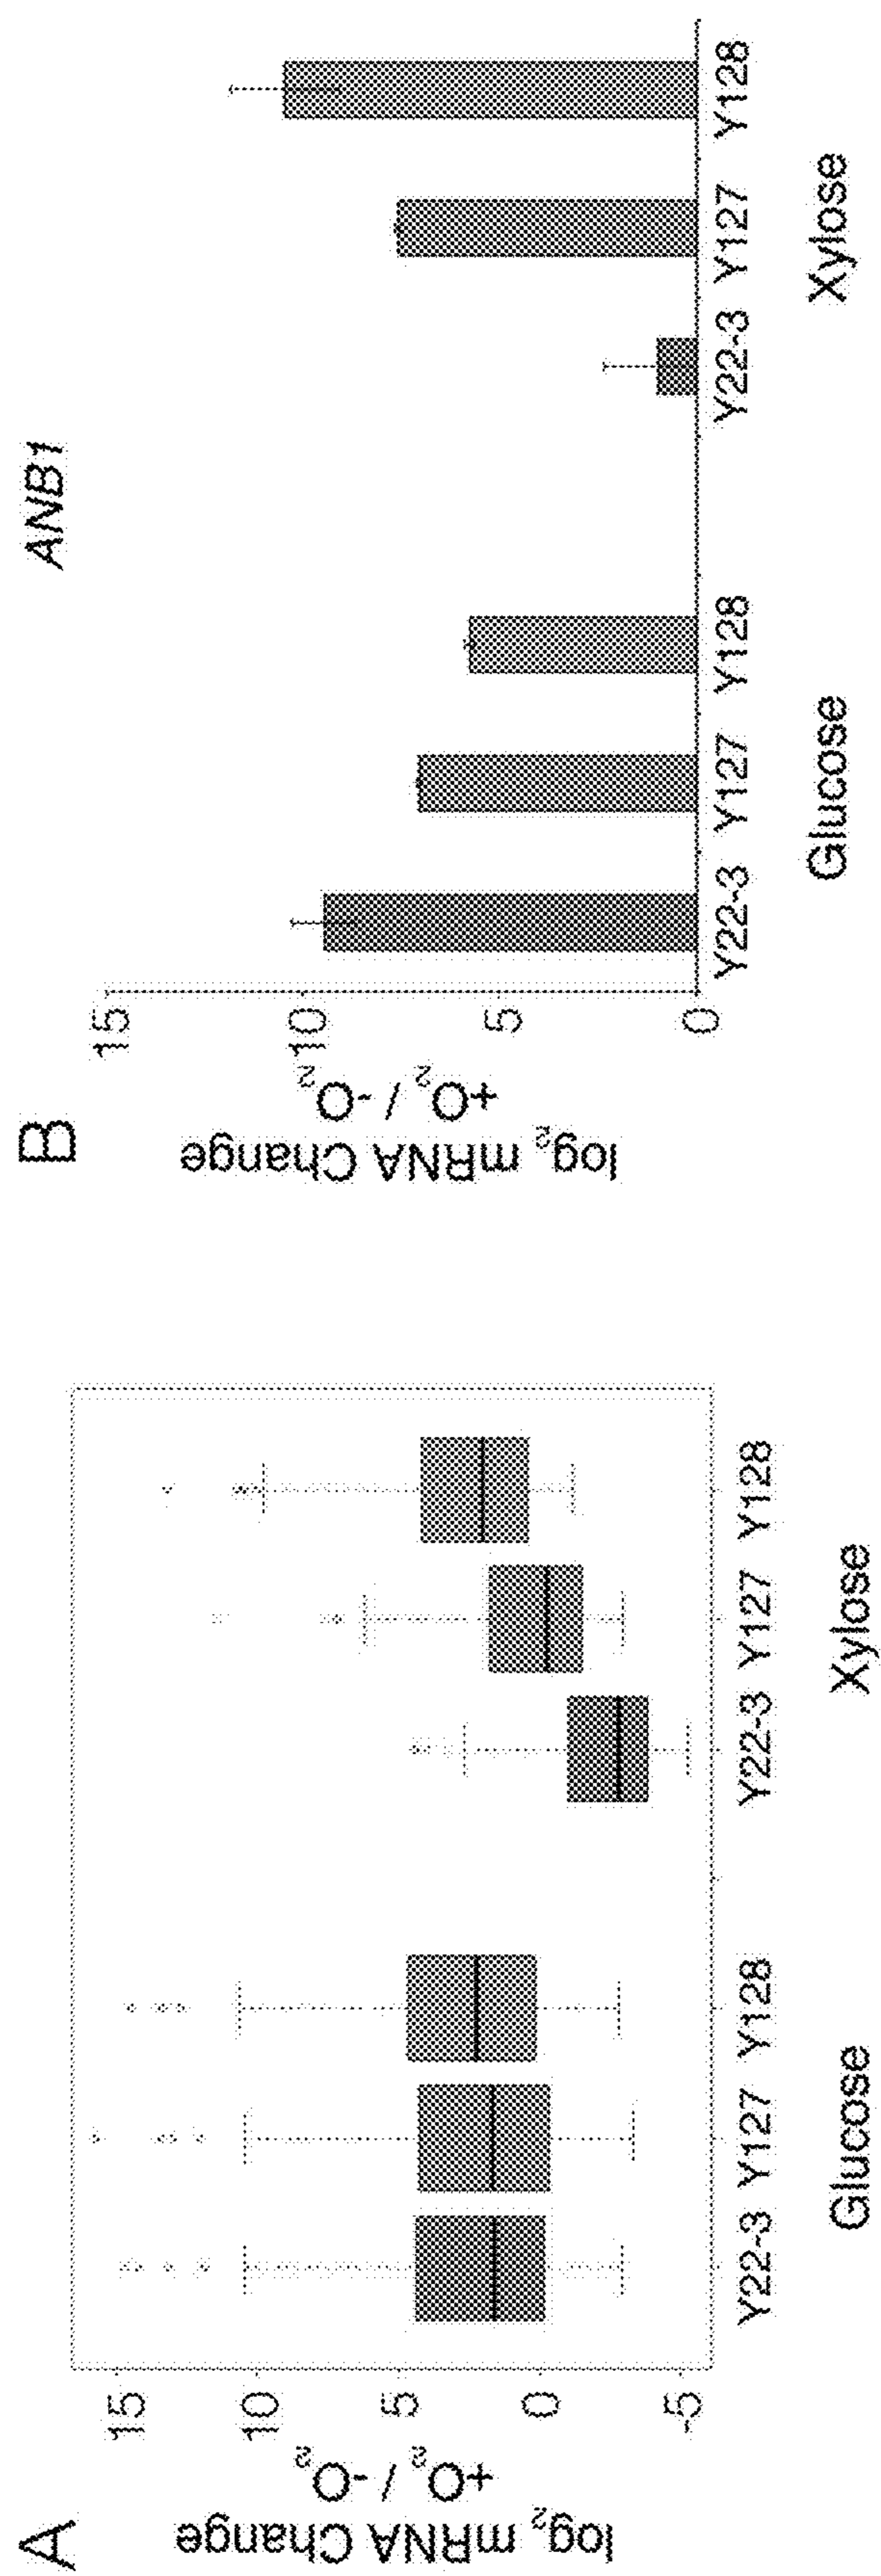 A
log₂ mRNA Change
+O₂ / -O₂
15
10
5
0
-5
Y22-3 Y127 Y128 Y22-3 Y127 Y128
Glucose Xylose
B
ANB1
log₂ mRNA Change
+O₂ / -O₂
15
10
5
0
Y22-3 Y127 Y128 Y22-3 Y127 Y128
Glucose Xylose